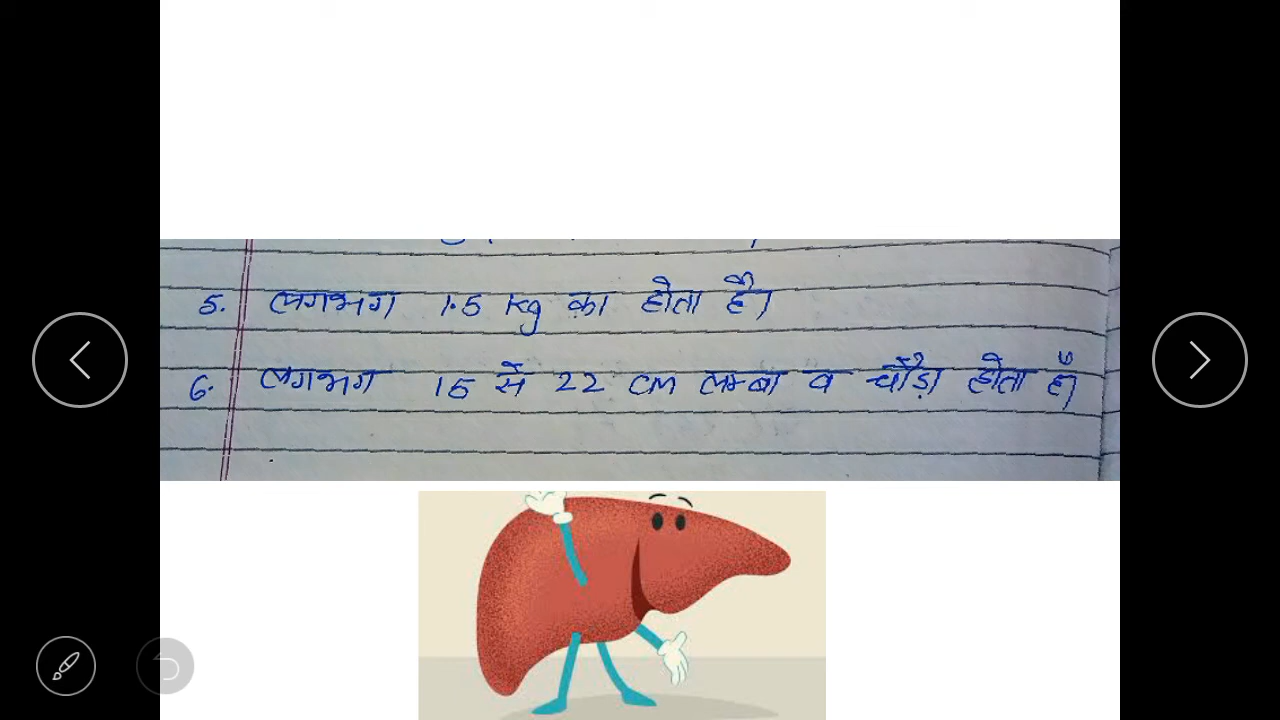 5. लगभग 1.5 kg का होता है।
6. लगभग 15 से 22 cm लम्बा व चौड़ा होता है।